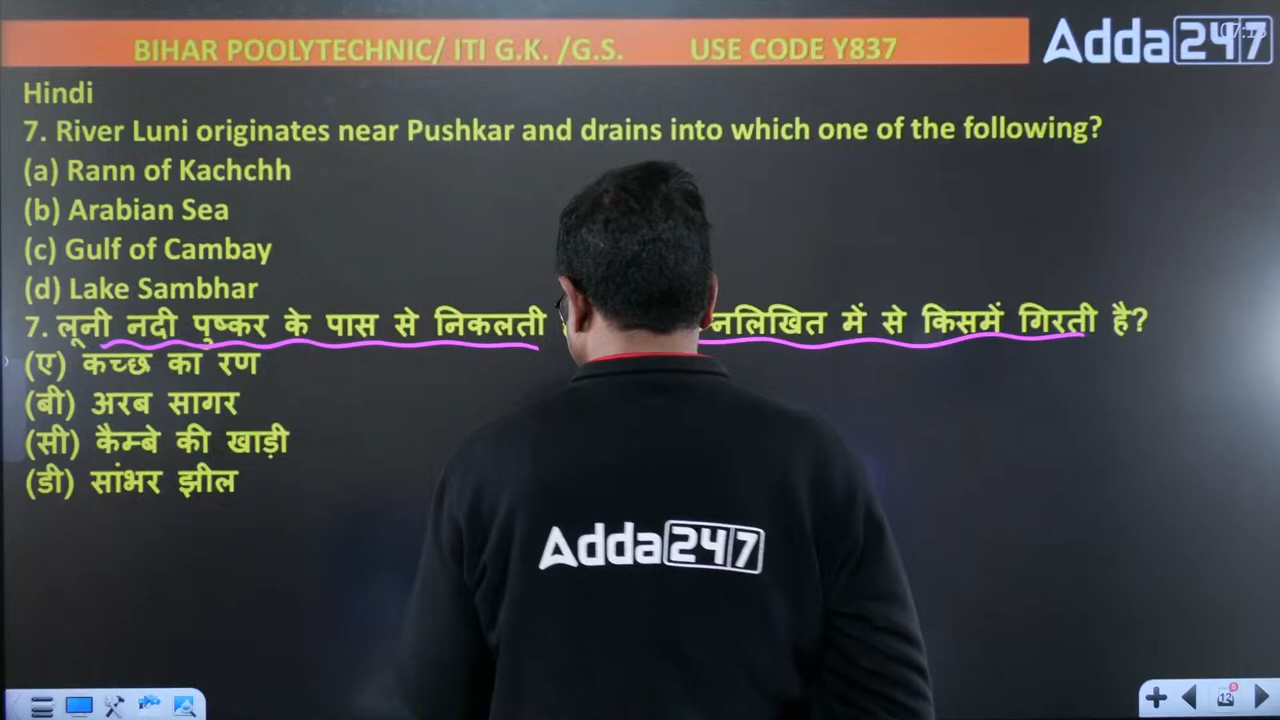 BIHAR POOLYTECHNIC/ ITI G.K. /G.S. USE CODE Y837
Adda247
Hindi
7. River Luni originates near Pushkar and drains into which one of the following?
(a) Rann of Kachchh
(b) Arabian Sea
(c) Gulf of Cambay
(d) Lake Sambhar
7. लूनी नदी पुष्कर के पास से निकलती नलिखित में से किसमें गिरती है?
(ए) कच्छ का रण
(बी) अरब सागर
(सी) कैम्बे की खाड़ी
(डी) सांभर झील
Adda247
12